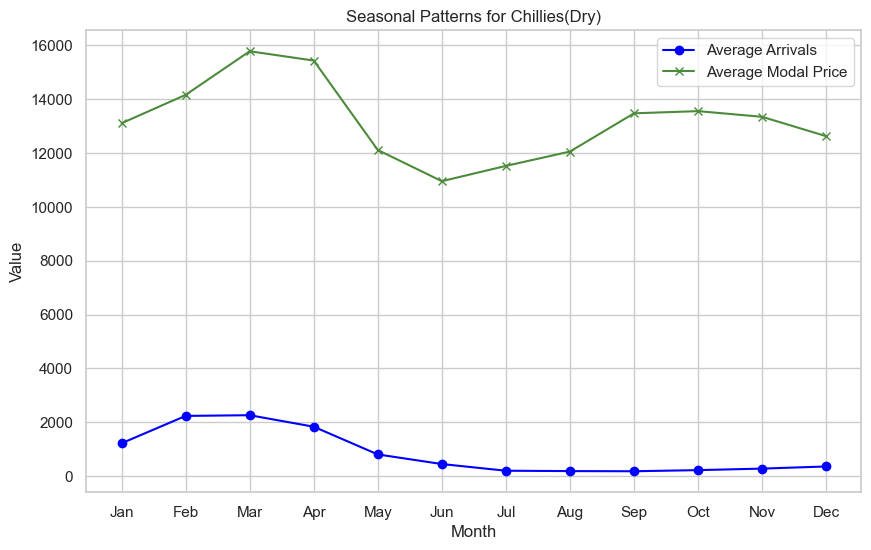 Seasonal Patterns for Chillies(Dry)
Average Arrivals
Average Modal Price
16000
14000
12000
10000
8000
6000
4000
2000
0
Value
Jan Feb Mar Apr May Jun Jul Aug Sep Oct Nov Dec
Month